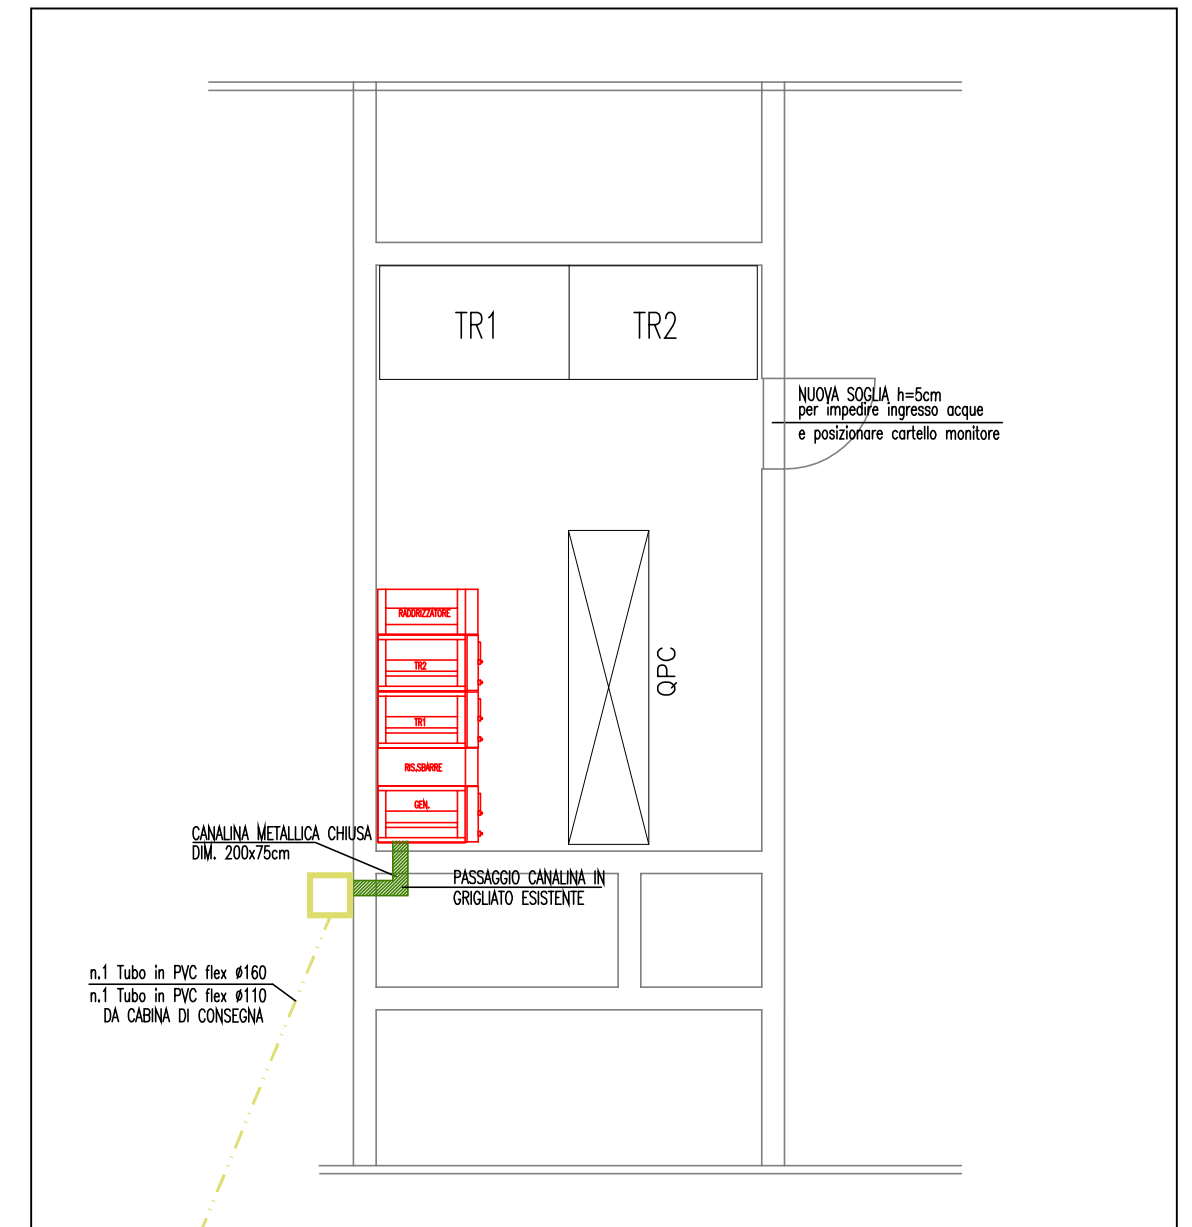 TR1
TR2
NUOVA SOGLIA h=5cm
per impedire ingresso acque
e posizionare cartello monitore
QPC
RADDRIZZATORE
TR2
TR1
RIS.SBARRE
GEN.
CANALINA METALLICA CHIUSA
DIM. 200x75cm
PASSAGGIO CANALINA IN
GRIGLIATO ESISTENTE
n.1 Tubo in PVC flex ø160
n.1 Tubo in PVC flex ø110
DA CABINA DI CONSEGNA